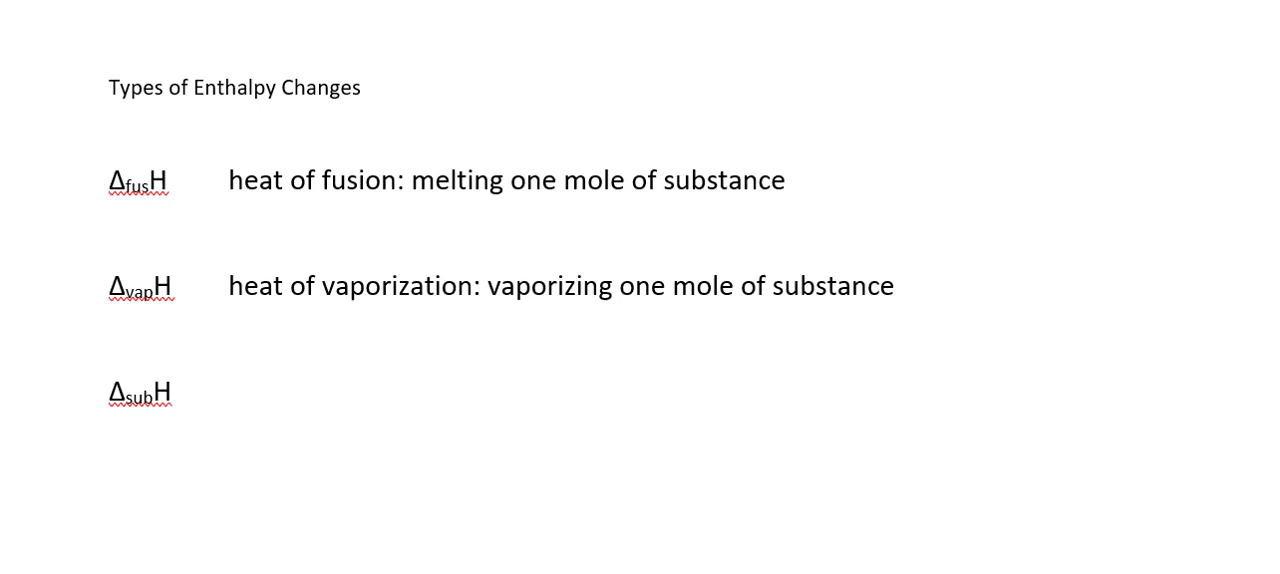 Types of Enthalpy Changes
ΔfusH heat of fusion: melting one mole of substance
ΔvapH heat of vaporization: vaporizing one mole of substance
ΔsubH